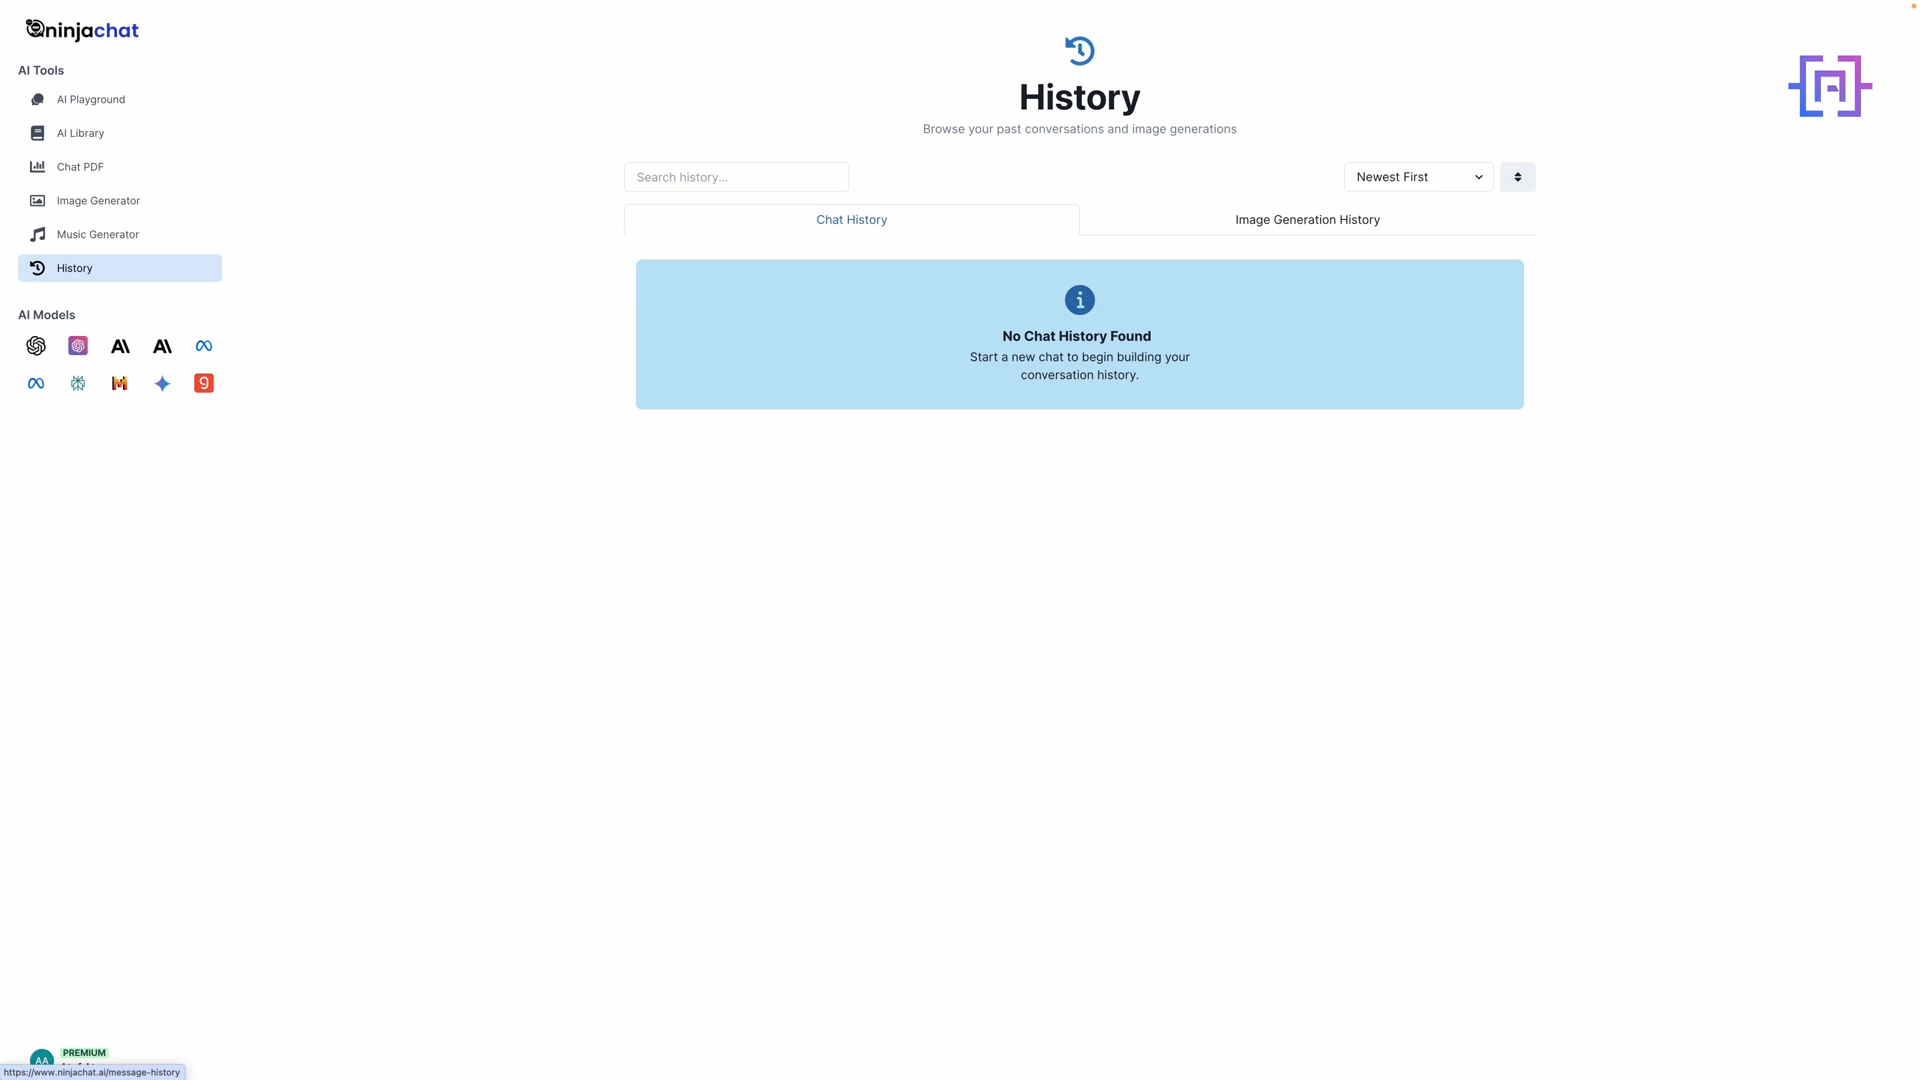 ninjachat
AI Tools
AI Playground
AI Library
Chat PDF
Image Generator
Music Generator
History
AI Models
History
Browse your past conversations and image generations
Search history...
Newest First
Chat History
Image Generation History
No Chat History Found
Start a new chat to begin building your
conversation history.
PREMIUM
AA
https://www.ninjachat.ai/message-history